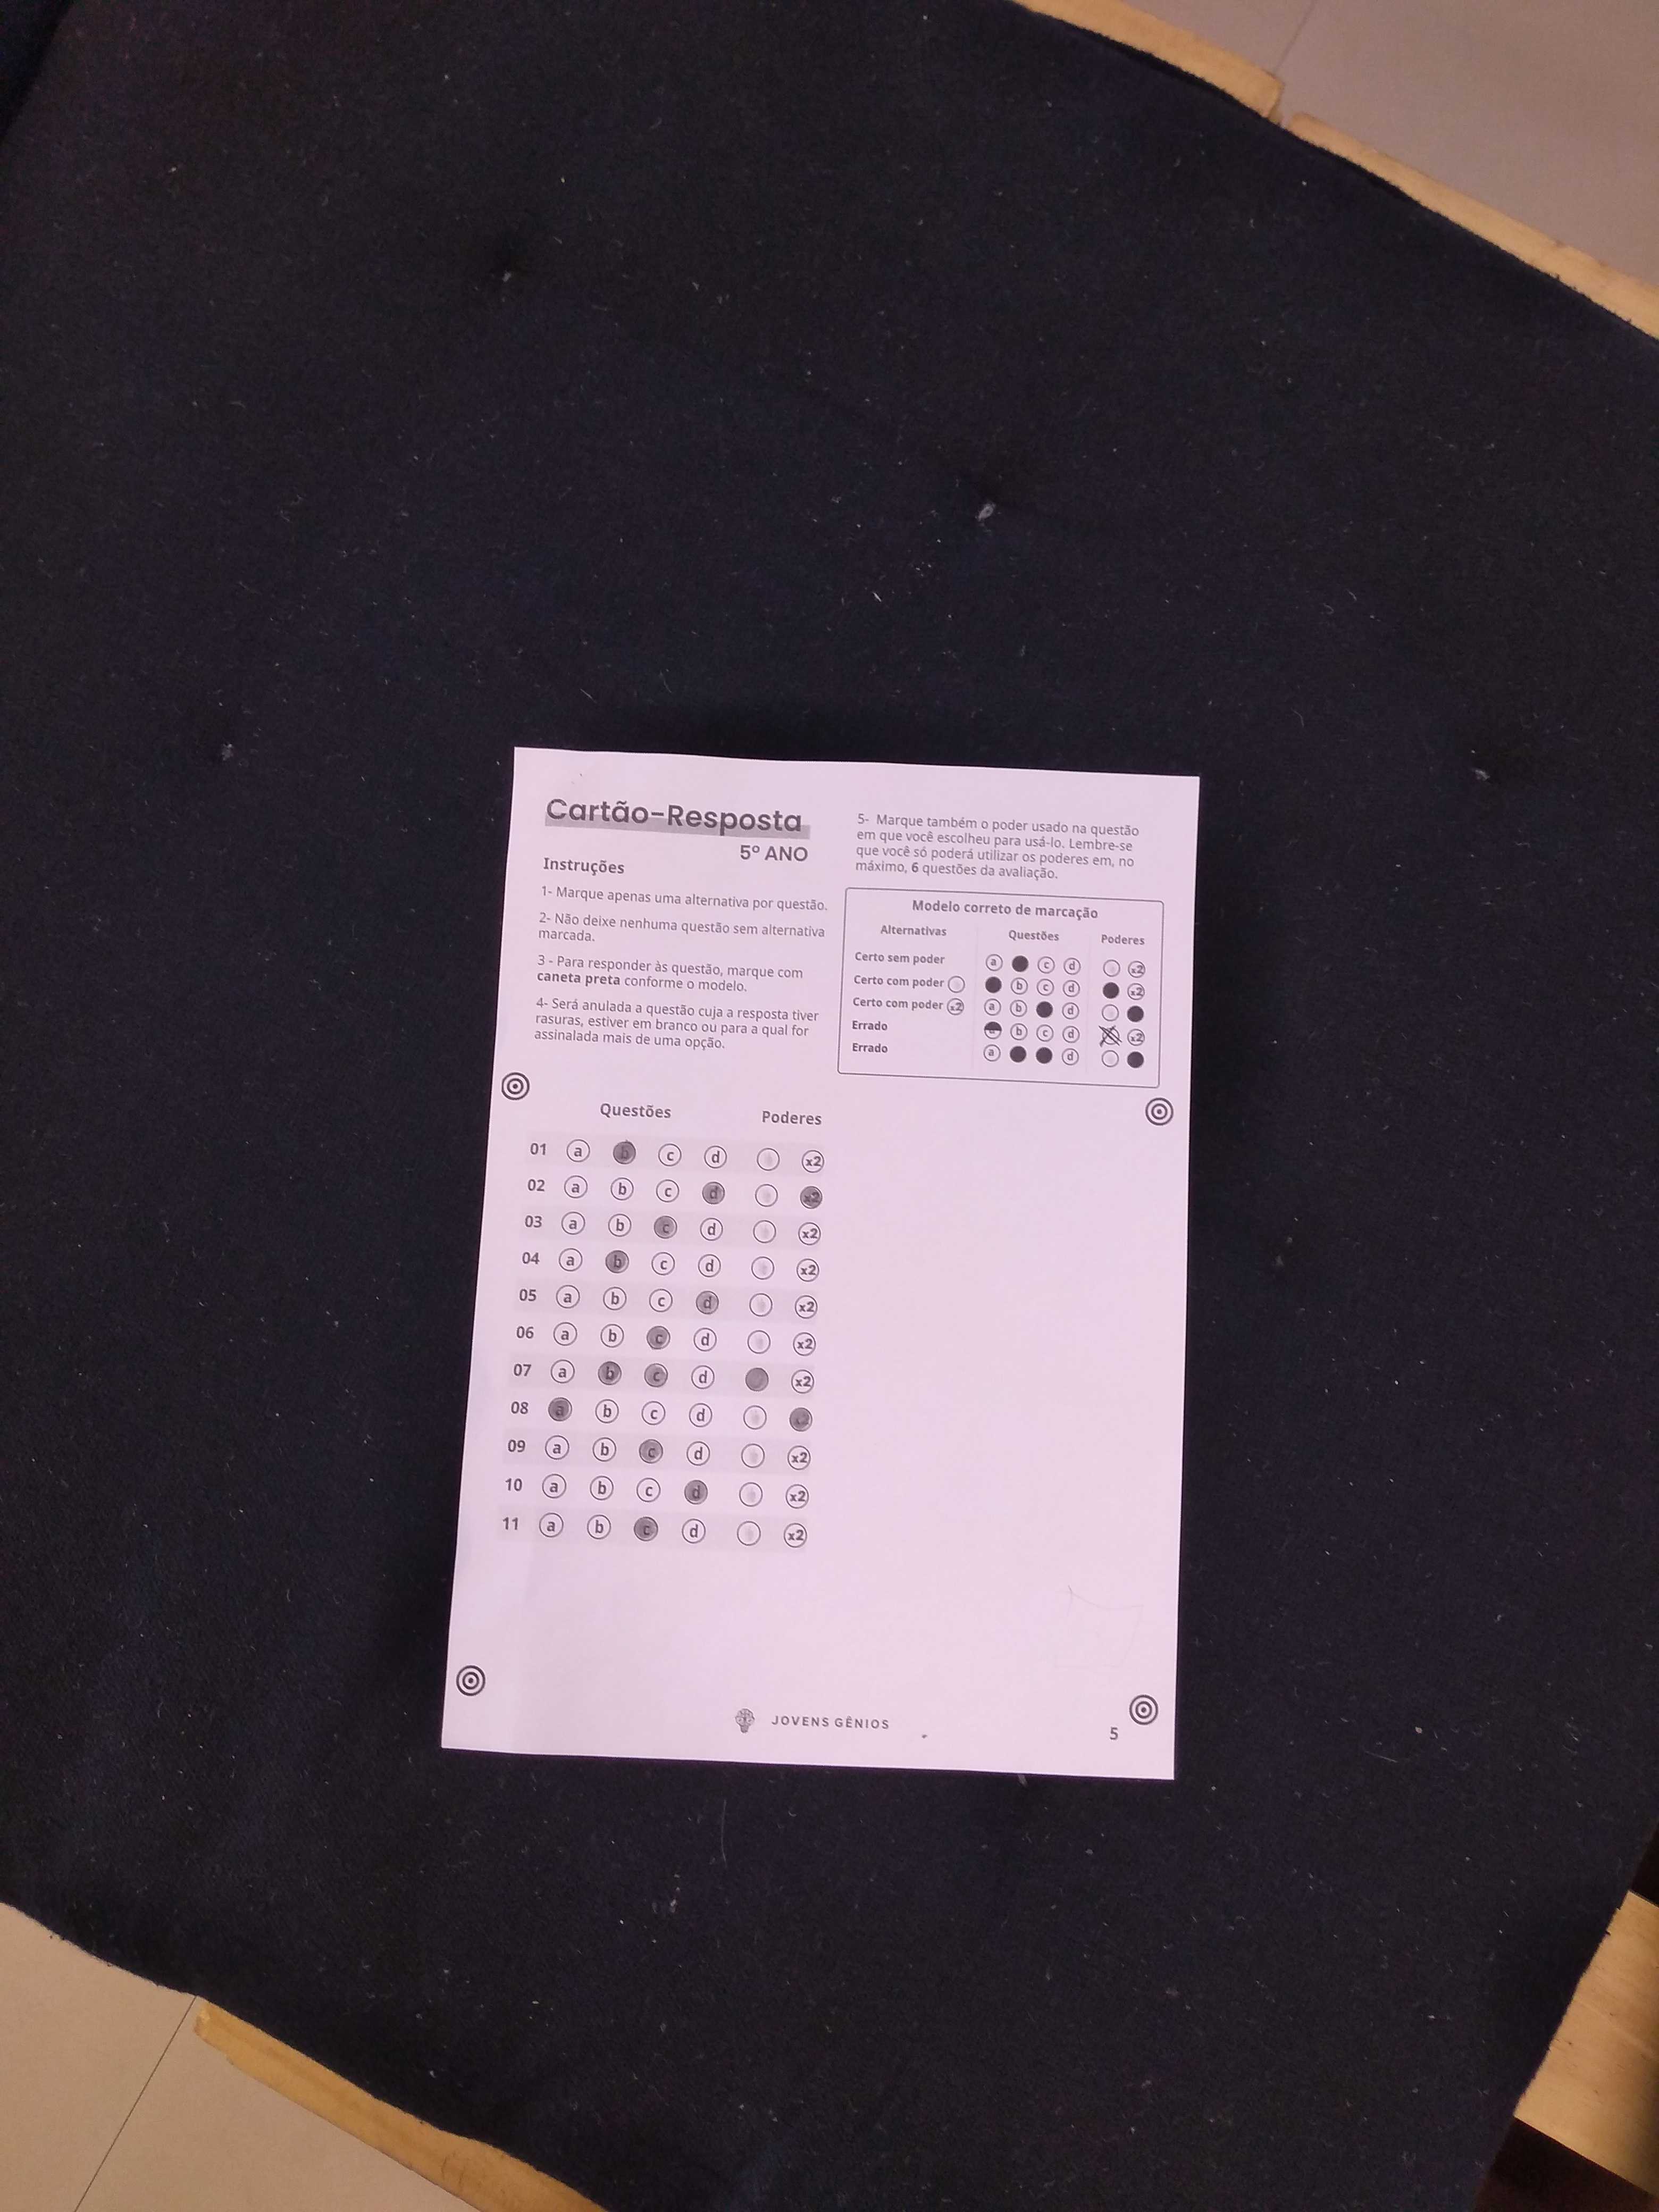 Cartão-Resposta
5º ANO
Instruções
1- Marque apenas uma alternativa por questão.
2- Não deixe nenhuma questão sem alternativa
marcada.
3 - Para responder às questão, marque com
caneta preta conforme o modelo.
4- Será anulada a questão cuja a resposta tiver
rasuras, estiver em branco ou para a qual for
assinalada mais de uma opção.
5- Marque também o poder usado na questão
em que você escolheu para usá-lo. Lembre-se
que você só poderá utilizar os poderes em, no
máximo, 6 questões da avaliação.
Modelo correto de marcação
Alternativas Questões Poderes
Certo sem poder a c d x2
Certo com poder b c d x2
Certo com poder x2 a b d
Errado b c d x2
Errado a d
Questões Poderes
01 a b c d x2
02 a b c d x2
03 a b c d x2
04 a b c d x2
05 a b c d x2
06 a b c d x2
07 a b c d x2
08 a b c d x2
09 a b c d x2
10 a b c d x2
11 a b c d x2
JOVENS GÊNIOS
5